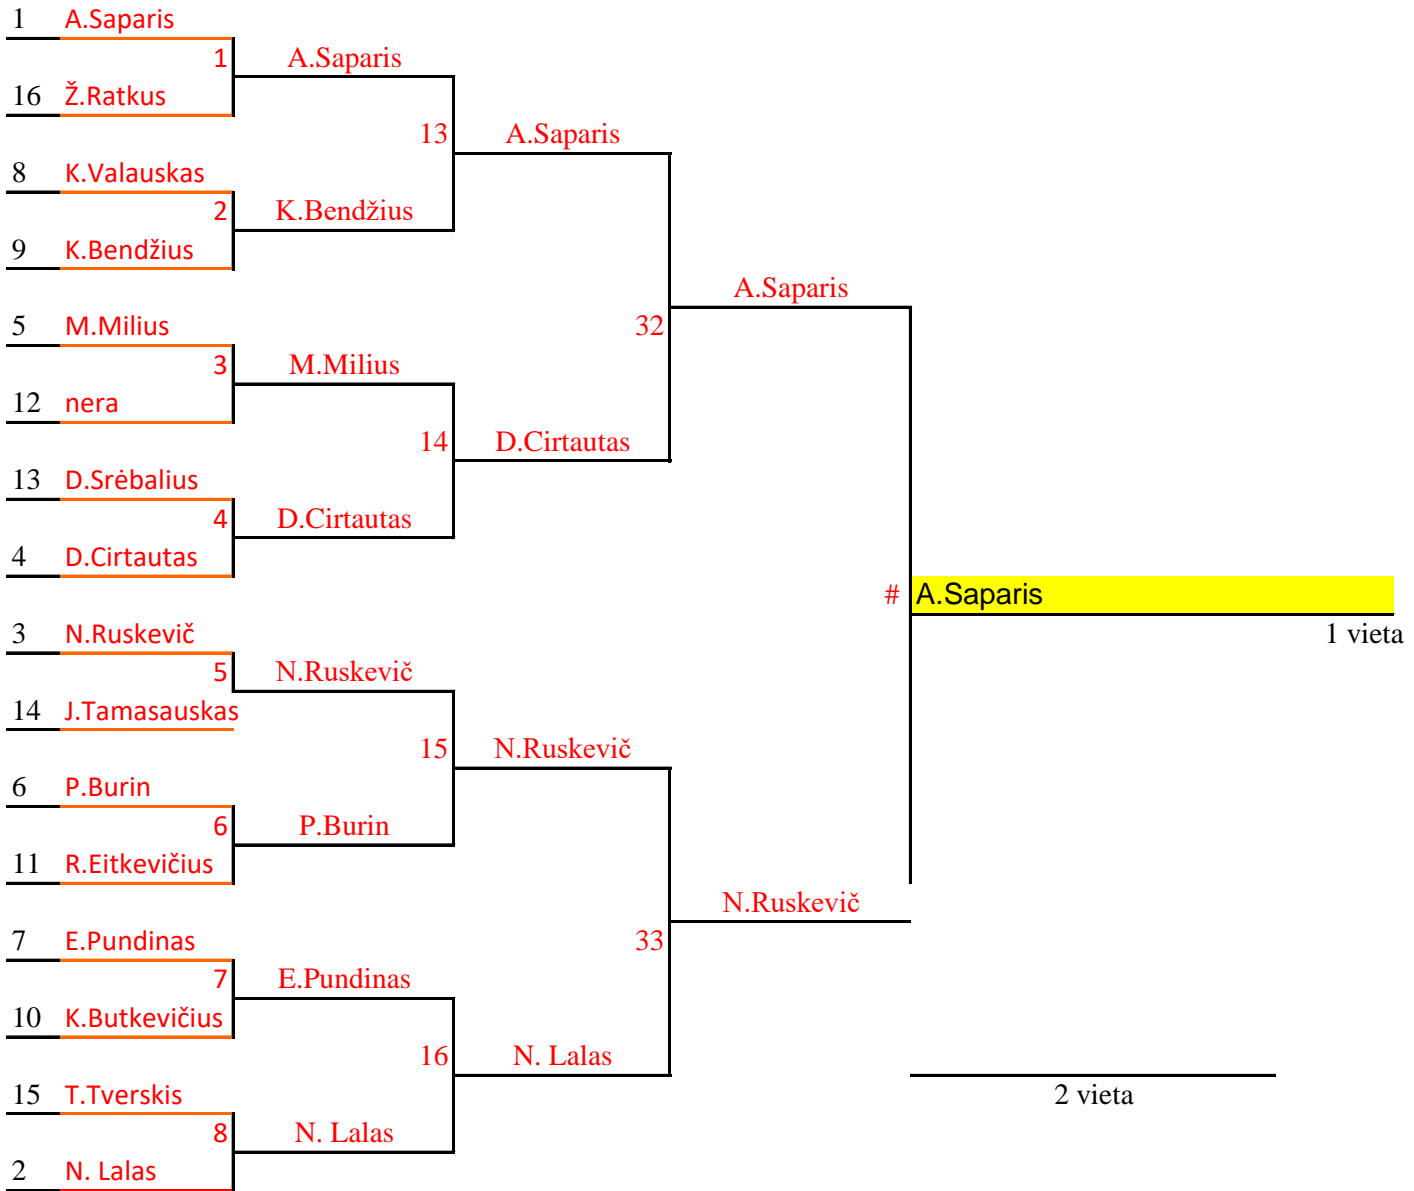 1 A.Saparis
1 A.Saparis
16 Ž.Ratkus
13 A.Saparis
8 K.Valauskas
2 K.Bendžius
9 K.Bendžius
A.Saparis
5 M.Milius
32
3 M.Milius
12 nera
14 D.Cirtautas
13 D.Srėbalius
4 D.Cirtautas
4 D.Cirtautas
# A.Saparis
3 N.Ruskevič
1 vieta
5 N.Ruskevič
14 J.Tamasauskas
15 N.Ruskevič
6 P.Burin
6 P.Burin
11 R.Eitkevičius
N.Ruskevič
7 E.Pundinas
33
7 E.Pundinas
10 K.Butkevičius
16 N. Lalas
15 T.Tverskis
2 vieta
8 N. Lalas
2 N. Lalas